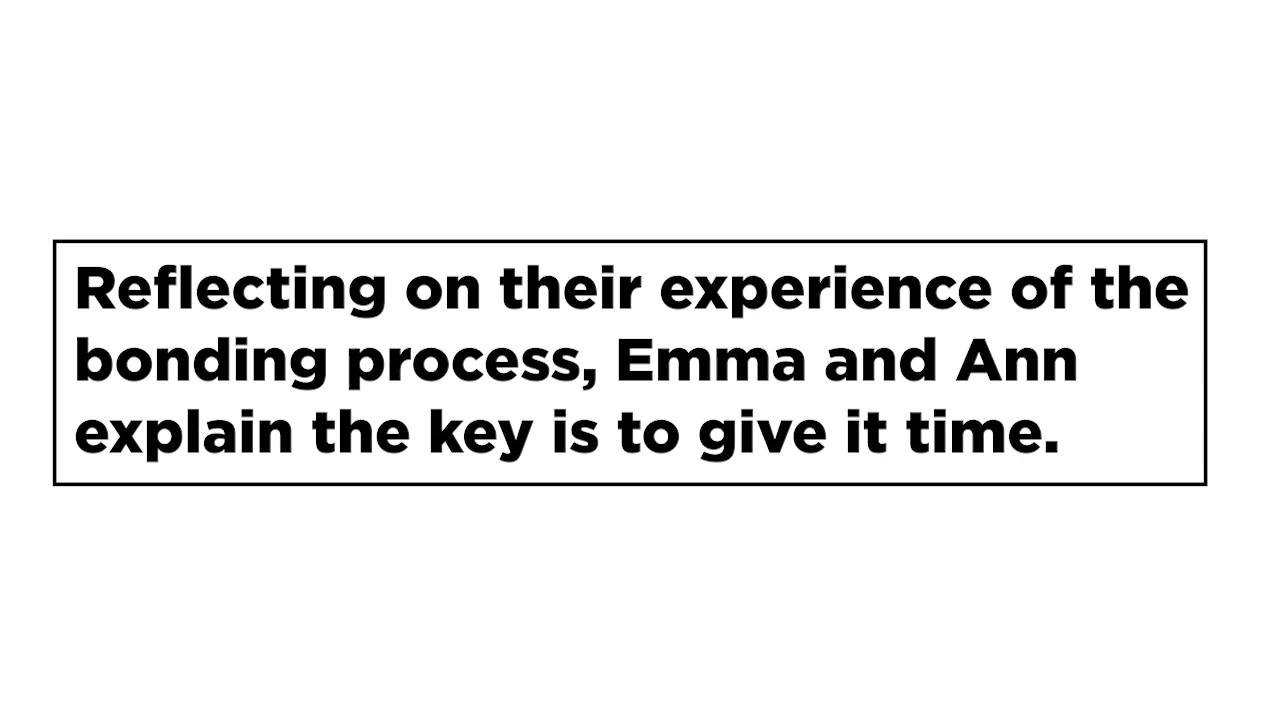 Reflecting on their experience of the
bonding process, Emma and Ann
explain the key is to give it time.